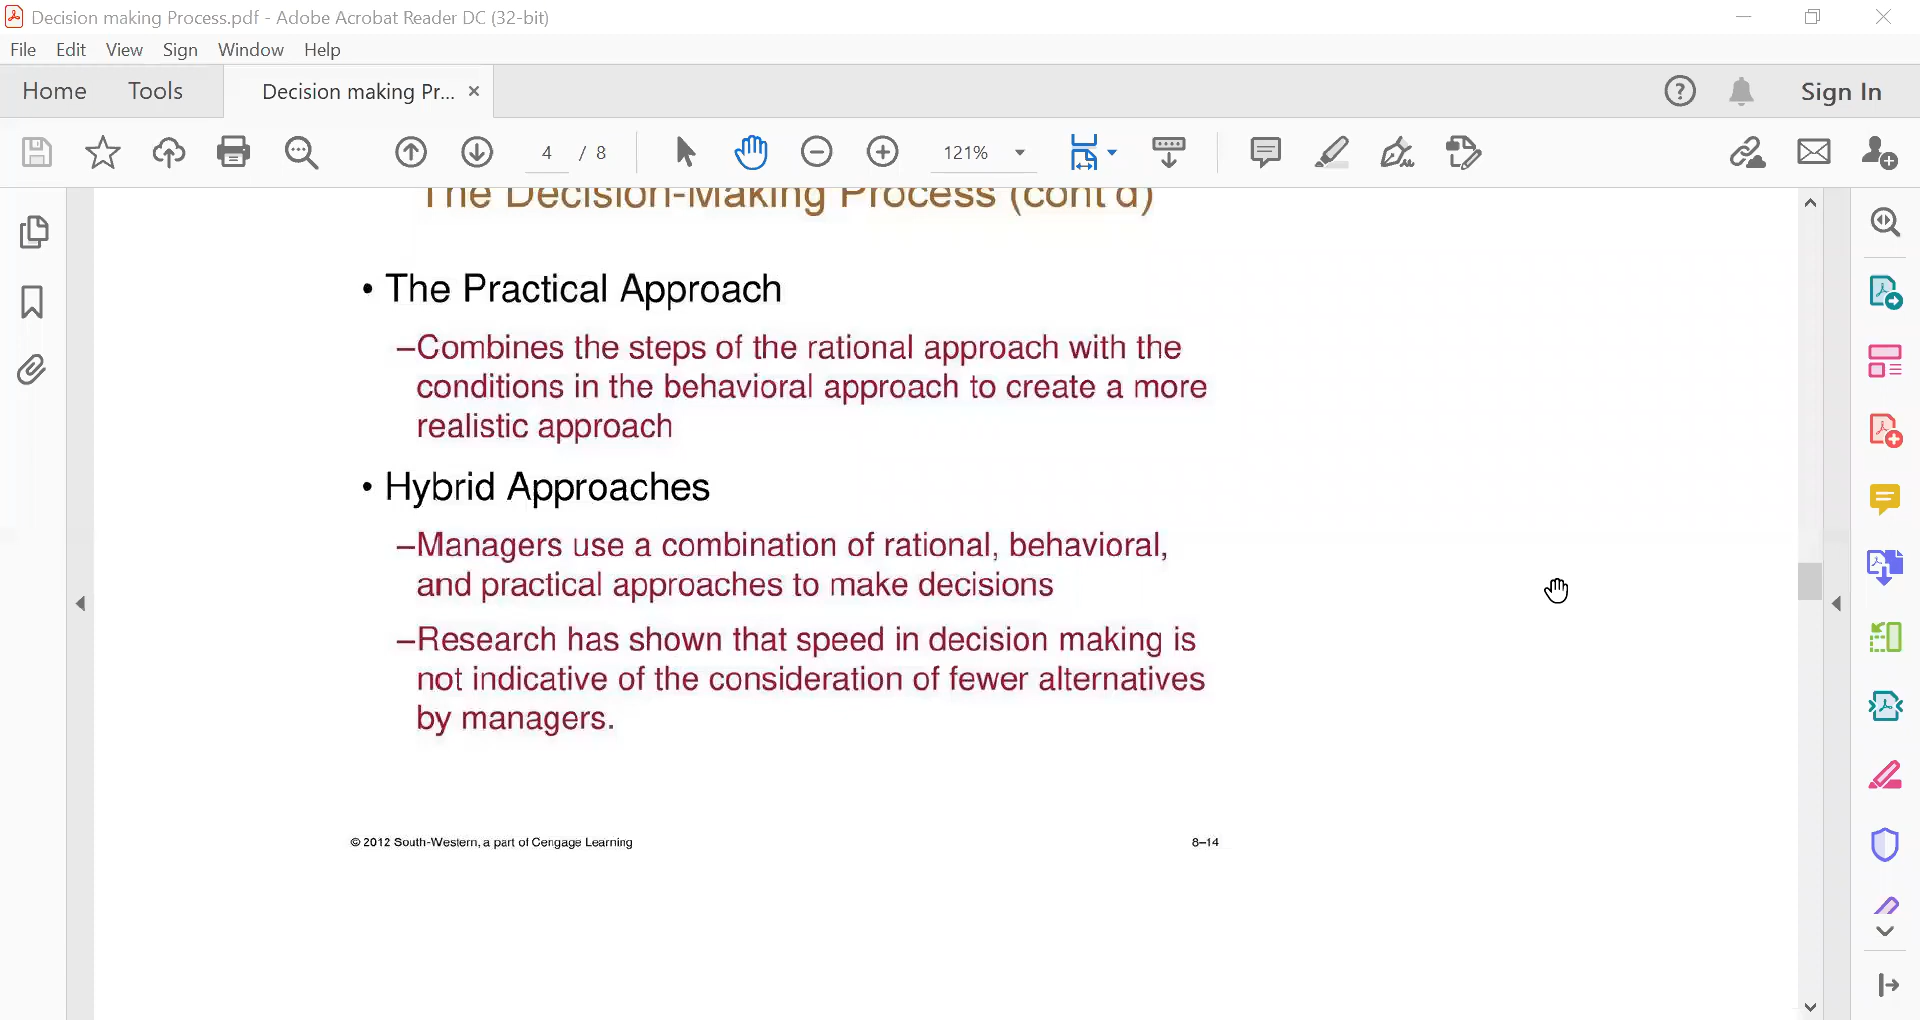 Decision making Process.pdf - Adobe Acrobat Reader DC (32-bit)
File Edit View Sign Window Help
Home Tools Decision making Pr... × Sign In
4 / 8 121%
The Decision-Making Process (cont'd)
• The Practical Approach
–Combines the steps of the rational approach with the
conditions in the behavioral approach to create a more
realistic approach
• Hybrid Approaches
–Managers use a combination of rational, behavioral,
and practical approaches to make decisions
–Research has shown that speed in decision making is
not indicative of the consideration of fewer alternatives
by managers.
© 2012 South-Western, a part of Cengage Learning 8–14